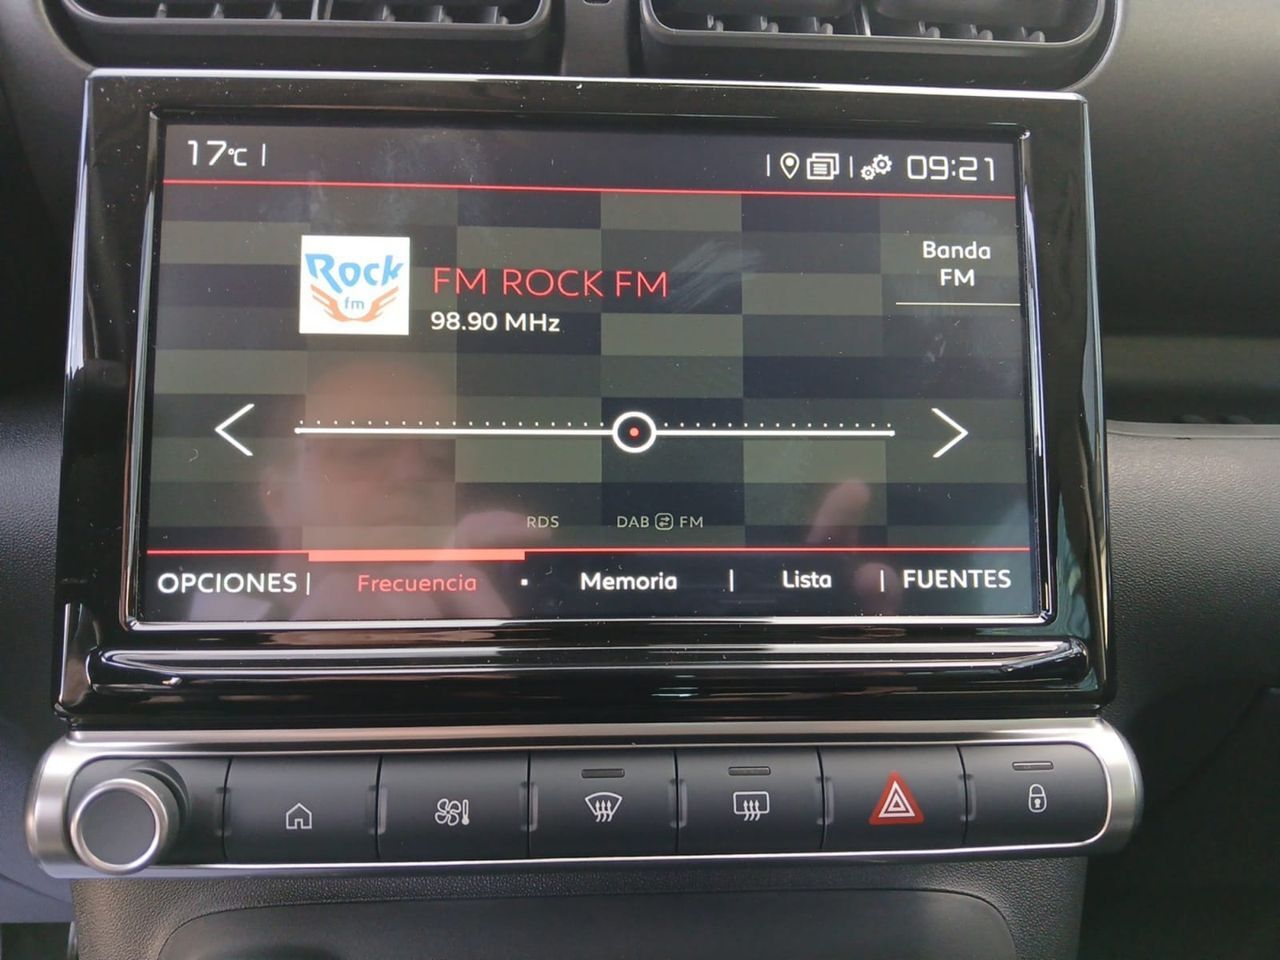 17°C
09:21
Banda
FM
Rock
fm
FM ROCK FM
98.90 MHz
RDS
DAB FM
OPCIONES
Frecuencia
Memoria
Lista
FUENTES